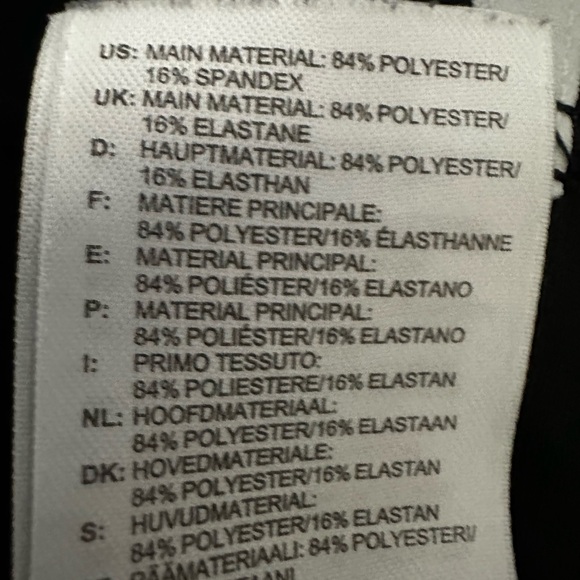 US: MAIN MATERIAL: 84% POLYESTER/
16% SPANDEX
UK: MAIN MATERIAL: 84% POLYESTER/
16% ELASTANE
D: HAUPTMATERIAL: 84% POLYESTER/
16% ELASTHAN
F: MATIERE PRINCIPALE:
84% POLYESTER/16% ÉLASTHANNE
E: MATERIAL PRINCIPAL:
84% POLIÉSTER/16% ELASTANO
P: MATERIAL PRINCIPAL:
84% POLIÉSTER/16% ELASTANO
I: PRIMO TESSUTO:
84% POLIESTERE/16% ELASTAN
NL: HOOFDMATERIAAL:
84% POLYESTER/16% ELASTAAN
DK: HOVEDMATERIALE:
84% POLYESTER/16% ELASTAN
S: HUVUDMATERIAL:
84% POLYESTER/16% ELASTAN
PÄÄMATERIAALI: 84% POLYESTERI/